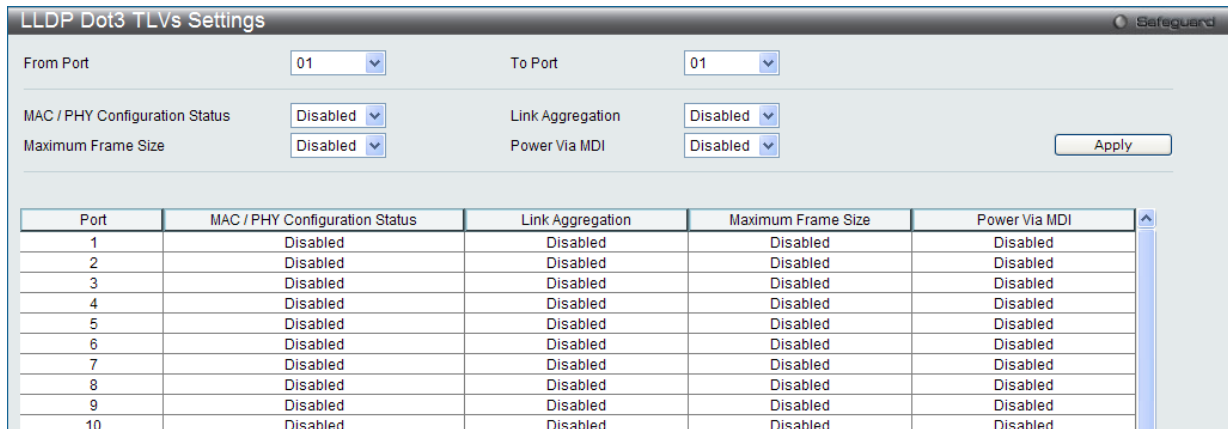 LLDP Dot3 TLVs Settings Safeguard
From Port 01 To Port 01
MAC / PHY Configuration Status Disabled Link Aggregation Disabled
Maximum Frame Size Disabled Power Via MDI Disabled Apply
Port MAC / PHY Configuration Status Link Aggregation Maximum Frame Size Power Via MDI
1 Disabled Disabled Disabled Disabled
2 Disabled Disabled Disabled Disabled
3 Disabled Disabled Disabled Disabled
4 Disabled Disabled Disabled Disabled
5 Disabled Disabled Disabled Disabled
6 Disabled Disabled Disabled Disabled
7 Disabled Disabled Disabled Disabled
8 Disabled Disabled Disabled Disabled
9 Disabled Disabled Disabled Disabled
10 Disabled Disabled Disabled Disabled